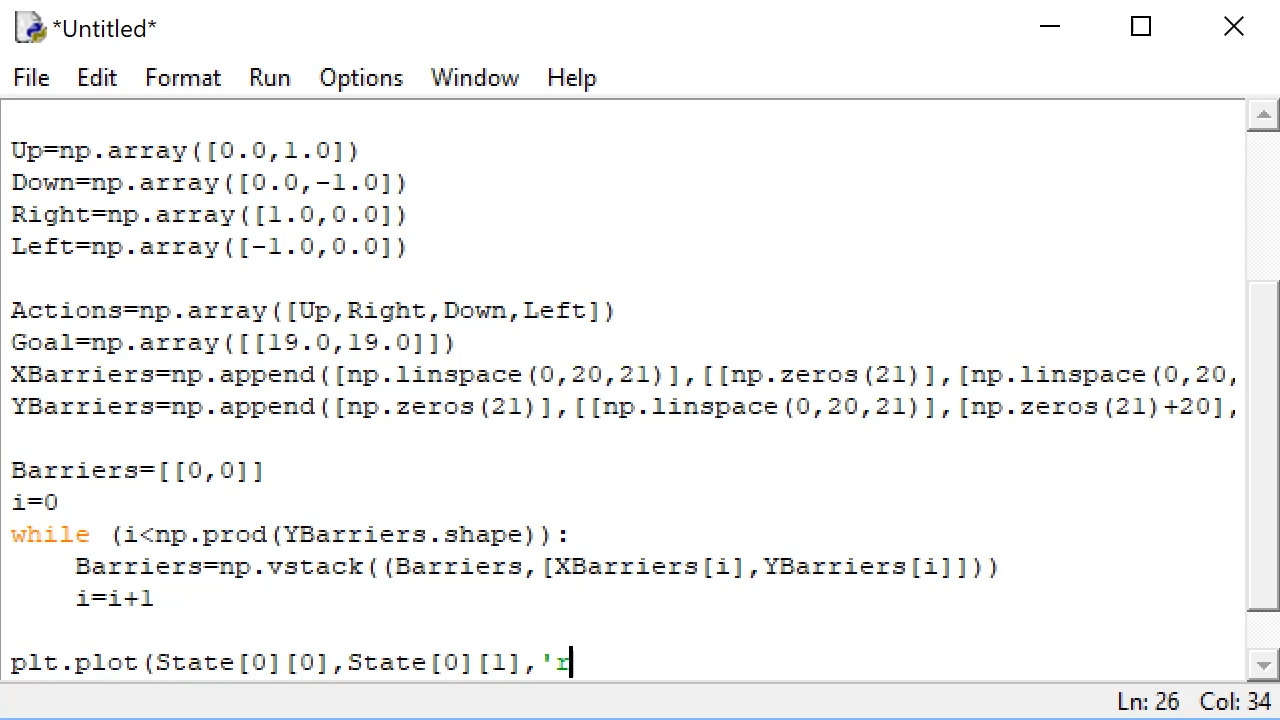 *Untitled*
File Edit Format Run Options Window Help
Up=np.array([0.0,1.0])
Down=np.array([0.0,-1.0])
Right=np.array([1.0,0.0])
Left=np.array([-1.0,0.0])
Actions=np.array([Up,Right,Down,Left])
Goal=np.array([[19.0,19.0]])
XBarriers=np.append([np.linspace(0,20,21)],[[np.zeros(21)],[np.linspace(0,20,
YBarriers=np.append([np.zeros(21)],[[np.linspace(0,20,21)],[np.zeros(21)+20],
Barriers=[[0,0]]
i=0
while (i<np.prod(YBarriers.shape)):
    Barriers=np.vstack((Barriers,[XBarriers[i],YBarriers[i]]))
    i=i+1
plt.plot(State[0][0],State[0][1],'r
Ln: 26 Col: 34